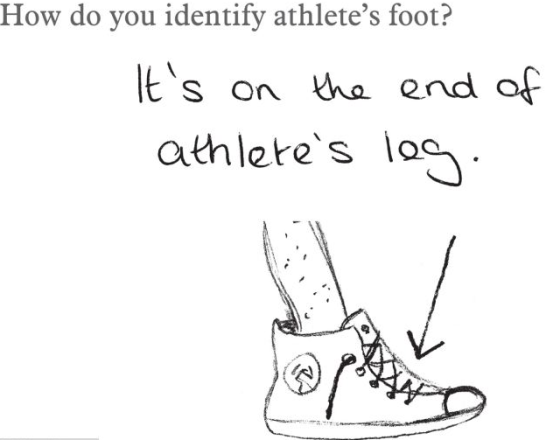 How do you identify athlete’s foot?
It's on the end of
athlete's leg.